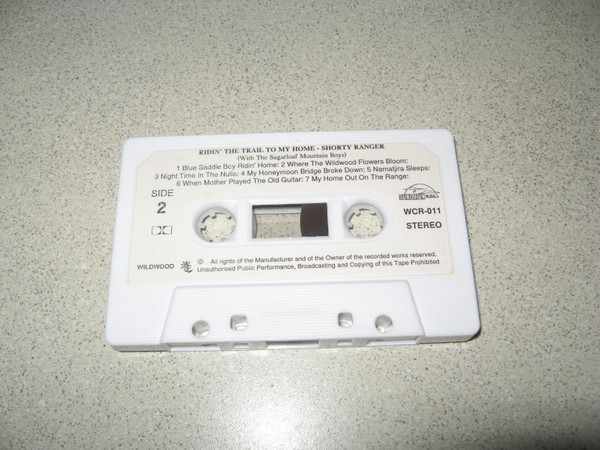 RIDIN' THE TRAIL TO MY HOME - SHORTY RANGER
(With The Sugarloaf Mountain Boys)
1 Blue Saddle Boy Ridin' Home: 2 Where The Wildwood Flowers Bloom:
3 Night Time In The Nulla: 4 My Honeymoon Bridge Broke Down: 5 Namatjira Sleeps:
6 When Mother Played The Old Guitar: 7 My Home Out On The Range:
SIDE
2
WCR-011
STEREO
WILDWOOD
© All rights of the Manufacturer and of the Owner of the recorded works reserved.
Unauthorised Public Performance, Broadcasting and Copying of this Tape Prohibited